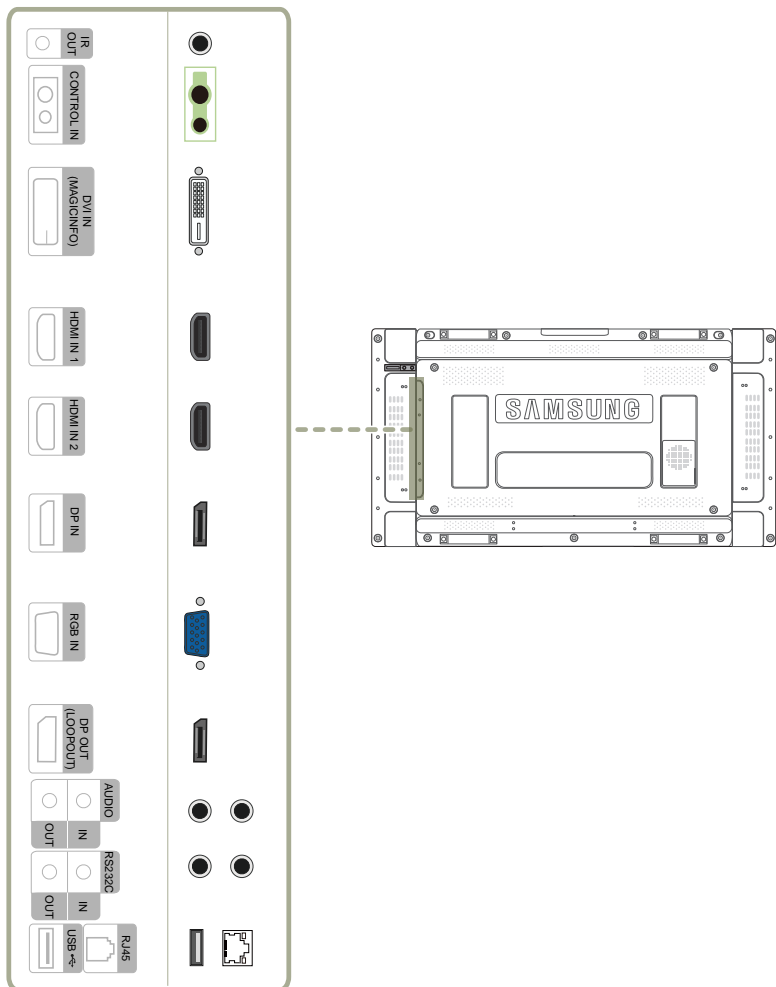 IR
OUT
CONTROL IN
DVI IN
(MAGICINFO)
HDMI IN 1
HDMI IN 2
DP IN
RGB IN
DP OUT
(LOOPOUT)
AUDIO
IN
OUT
RS232C
IN
OUT
RJ45
USB
SAMSUNG